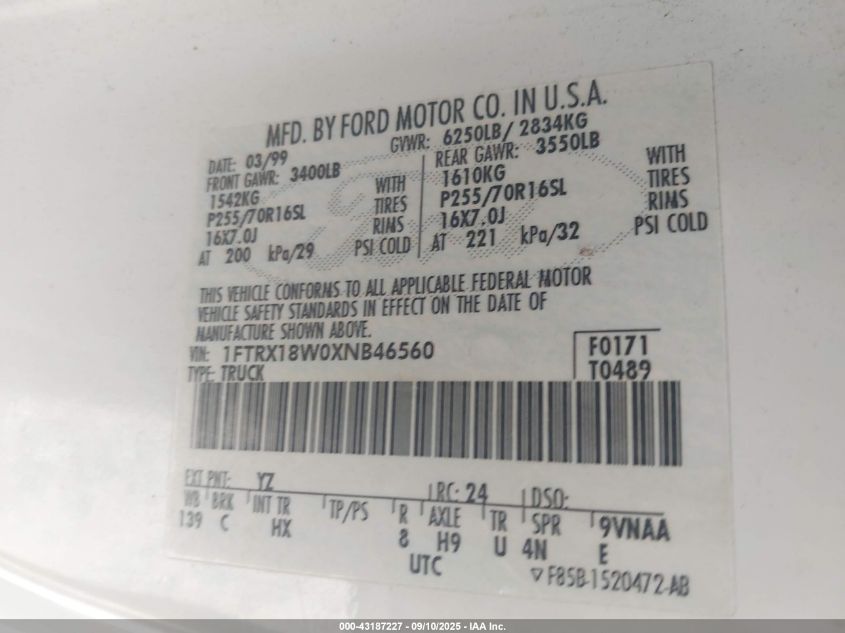 MFD. BY FORD MOTOR CO. IN U.S.A.
DATE: 03/99 GVWR: 6250LB/ 2834KG
FRONT GAWR: 3400LB REAR GAWR: 3550LB
1542KG WITH 1610KG WITH
P255/70R16SL TIRES P255/70R16SL TIRES
16X7.0J RIMS 16X7.0J RIMS
AT 200 kPa/29 PSI COLD AT 221 kPa/32 PSI COLD
THIS VEHICLE CONFORMS TO ALL APPLICABLE FEDERAL MOTOR
VEHICLE SAFETY STANDARDS IN EFFECT ON THE DATE OF
MANUFACTURE SHOWN ABOVE.
VIN: 1FTRX18W0XNB46560 F0171
TYPE: TRUCK T0489
EXT PNT: YZ RC: 24 DSO:
WB BRK INT TR TP/PS R AXLE TR SPR 9VNAA
139 C HX 8 H9 U 4N E
UTC ▽ F85B-1520472-AB
000-43187227 - 09/10/2025 - IAA Inc.